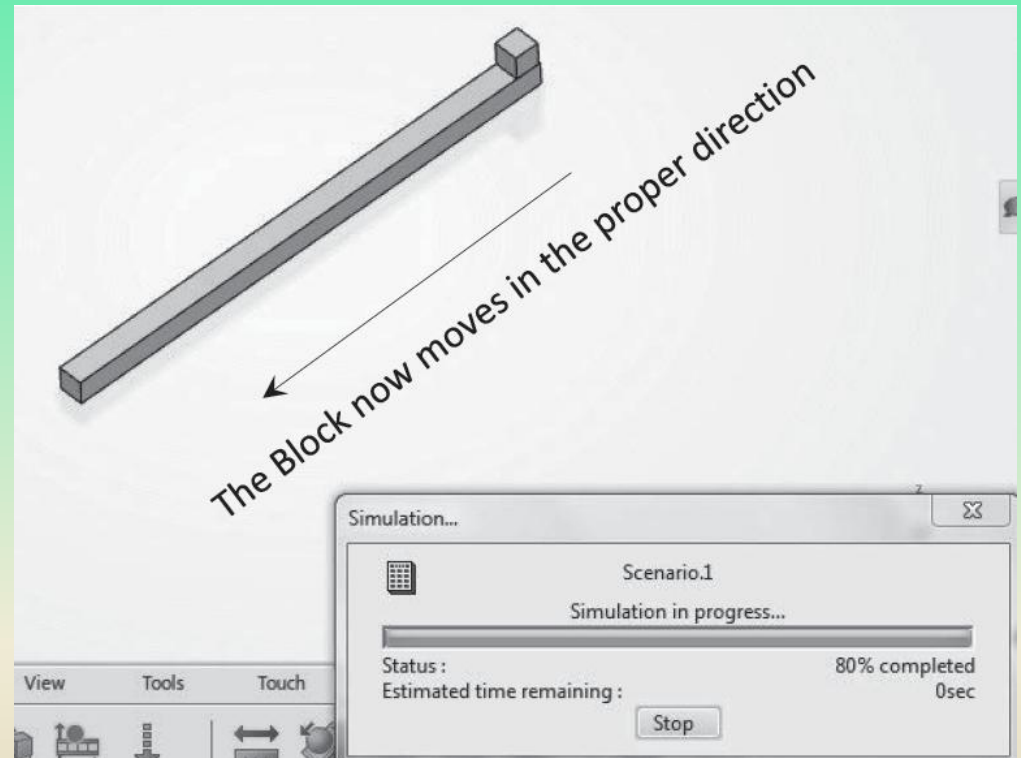 The Block now moves in the proper direction
z
Simulation...
Scenario.1
Simulation in progress...
Status : 80% completed
Estimated time remaining : 0sec
Stop
View Tools Touch